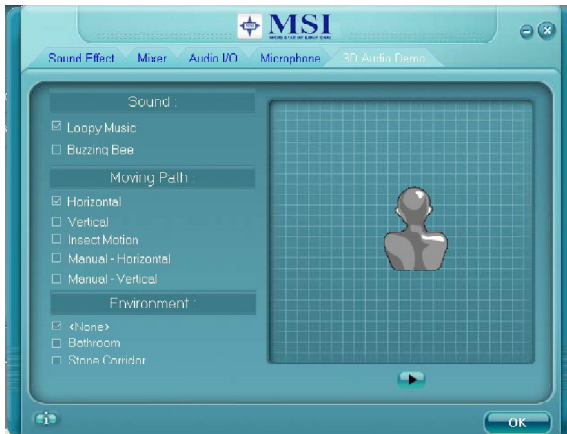 MSI
Sound Effect Mixer Audio I/O Microphone 3D Audio Demo
Sound :
Loopy Music
Buzzing Bee
Moving Path :
Horizontal
Vertical
Insect Motion
Manual - Horizontal
Manual - Vertical
Environment :
<None>
Bathroom
Stone Corridor
i
OK